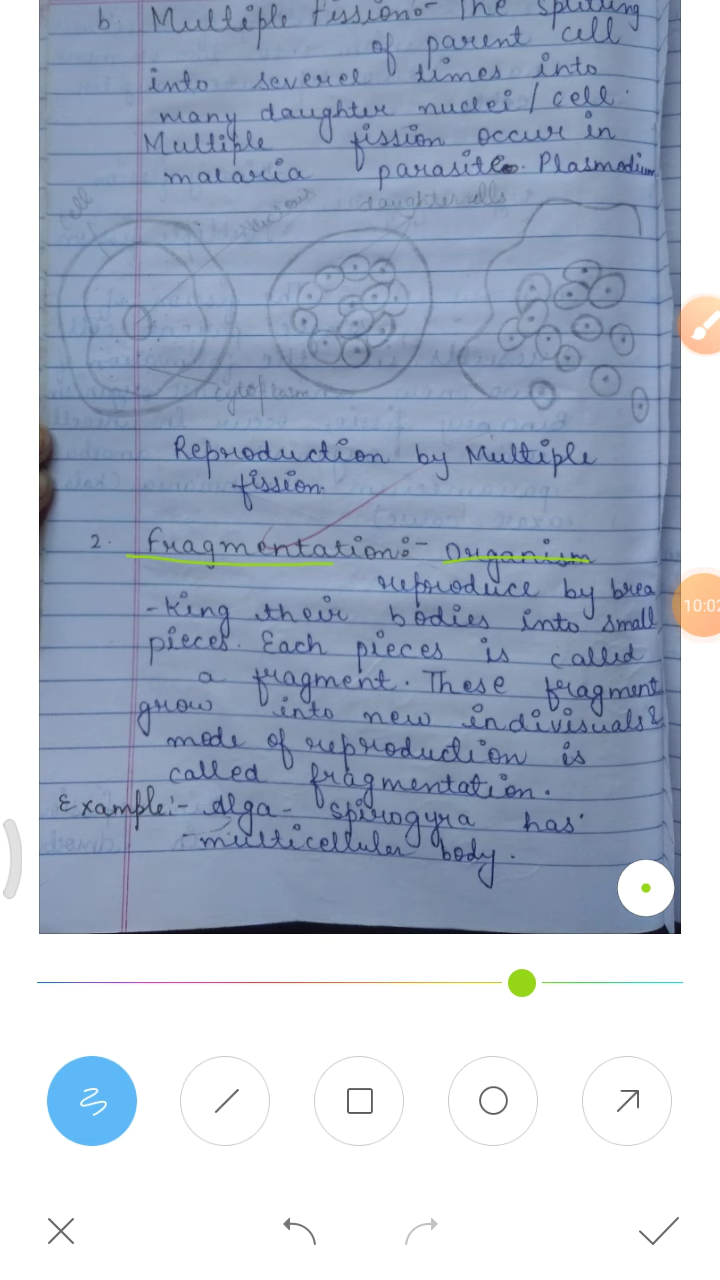 b. Multiple fission:- The splitting
of parent cell
into severel times into
many daughter nuclei / cell.
Multiple fission occur in
malaria parasite. Plasmodium
cell
daughter cells
cytoplasm
Reproduction by Multiple
fission.
2. Fragmentation:- Organism
reproduce by brea
-king their bodies into small
pieces. Each pieces is called
a fragment. These fragment
grow into new indivisuals &
mode of reproduction is
called fragmentation.
Example:- Alga - spirogyra has
- multicellular body.
10:02